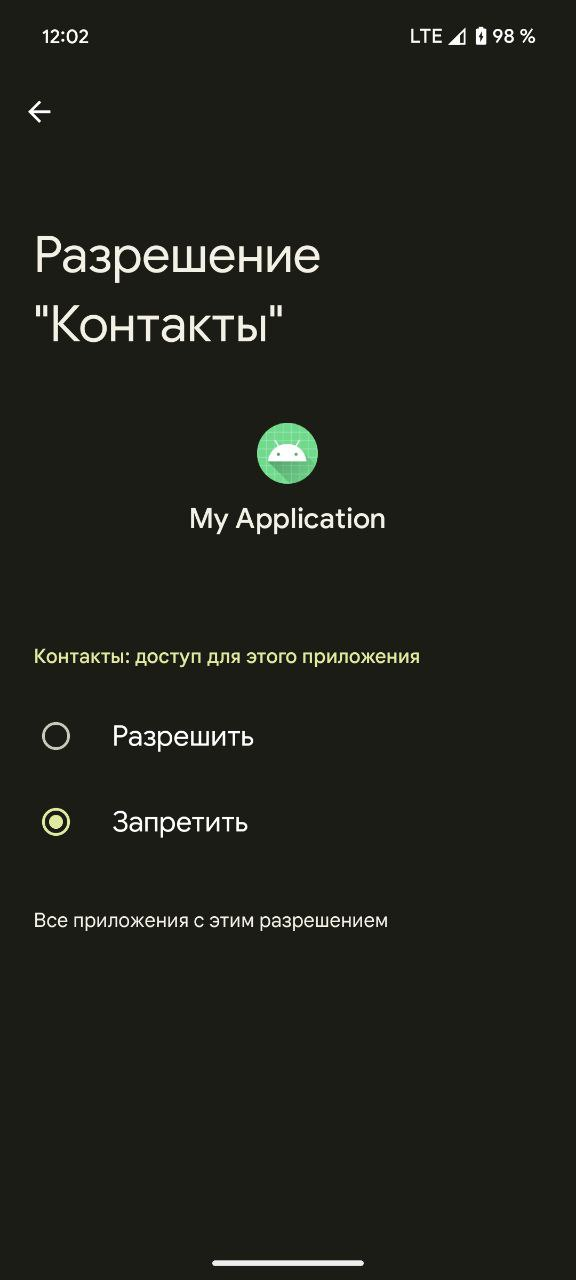 12:02 LTE 98 %
Разрешение
"Контакты"
My Application
Контакты: доступ для этого приложения
Разрешить
Запретить
Все приложения с этим разрешением